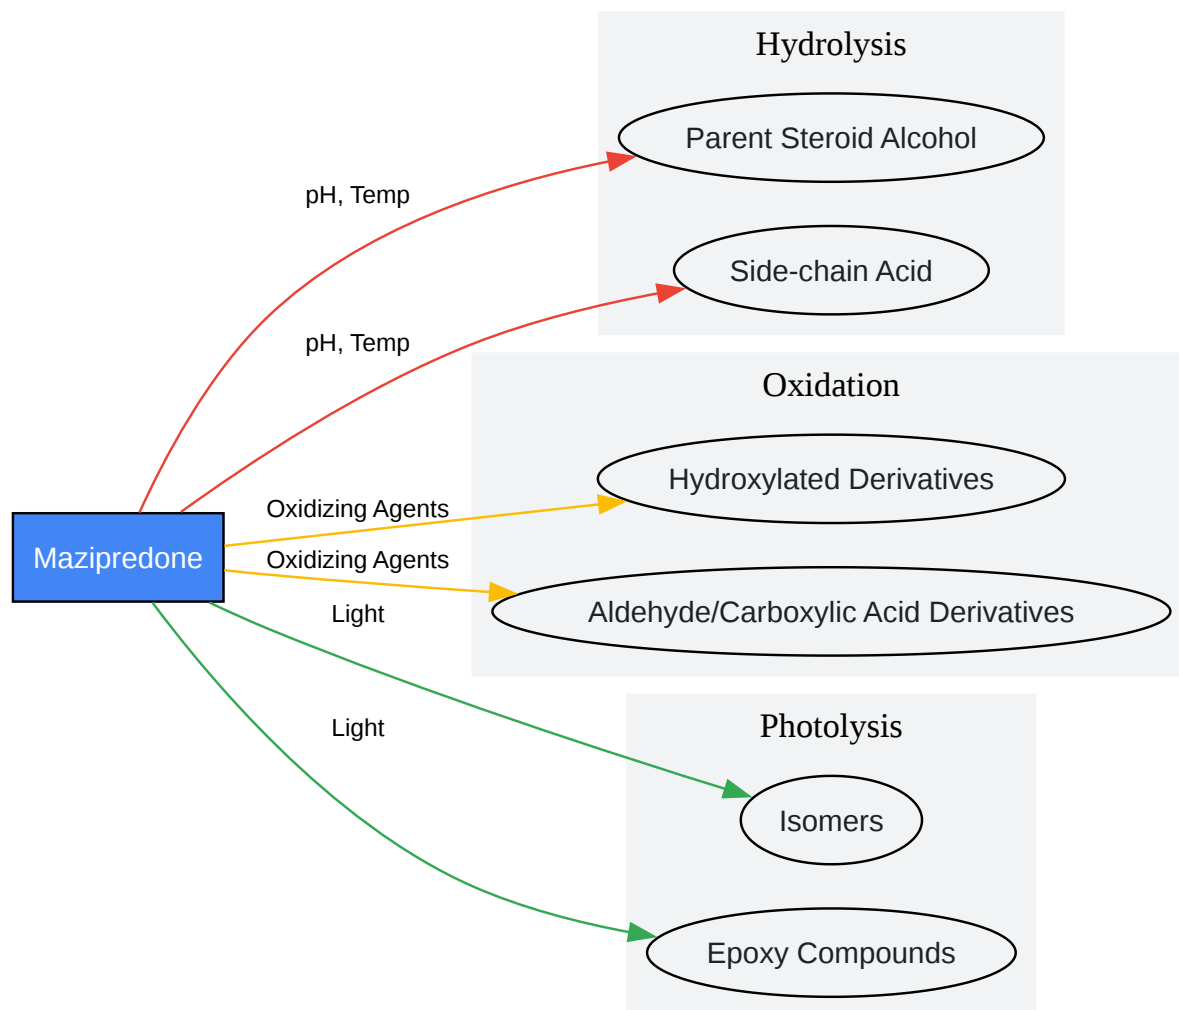 Hydrolysis
Parent Steroid Alcohol
pH, Temp
Side-chain Acid
pH, Temp
Oxidation
Hydroxylated Derivatives
Oxidizing Agents
Mazipredone
Oxidizing Agents
Aldehyde/Carboxylic Acid Derivatives
Light
Photolysis
Light
Isomers
Epoxy Compounds